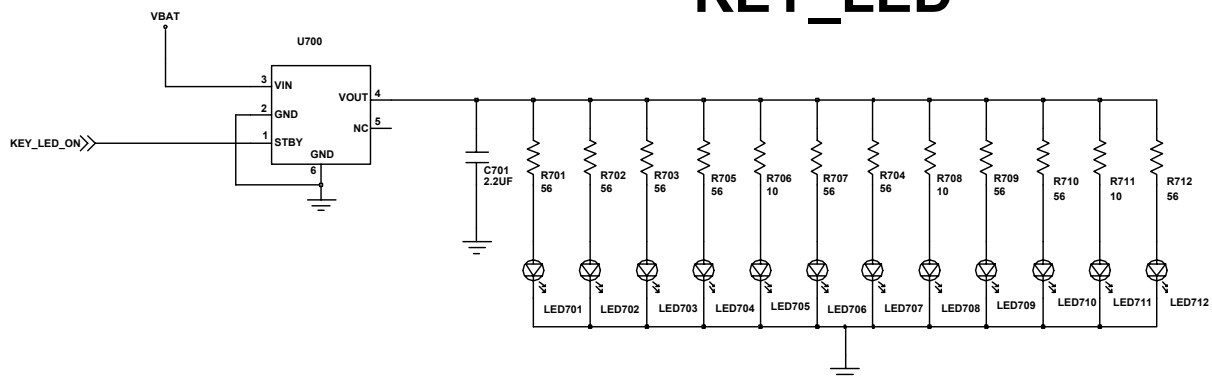 KEY_LED
VBAT
U700
3
VIN
VOUT
4
2
GND
NC
5
KEY_LED_ON
1
STBY
GND
6
C701
2.2UF
R701
56
R702
56
R703
56
R705
56
R706
10
R707
56
R704
56
R708
10
R709
56
R710
56
R711
10
R712
56
LED701
LED702
LED703
LED704
LED705
LED706
LED707
LED708
LED709
LED710
LED711
LED712